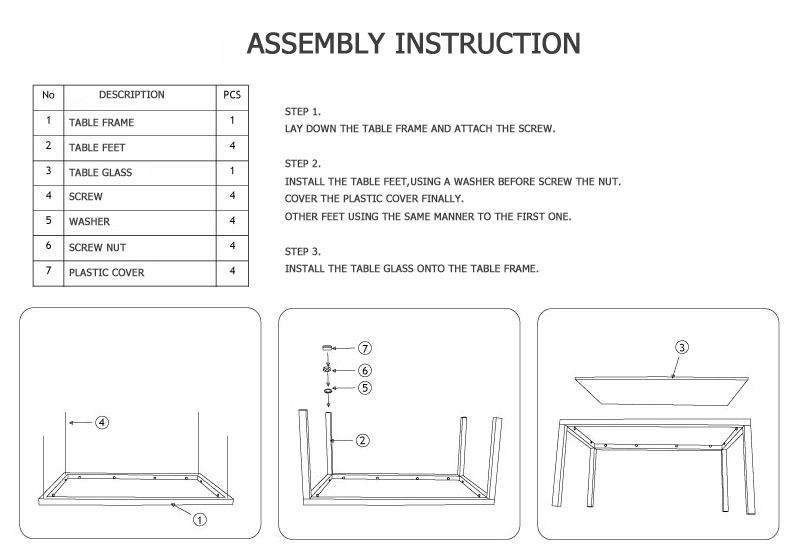 ASSEMBLY INSTRUCTION
No DESCRIPTION PCS
1 TABLE FRAME 1
2 TABLE FEET 4
3 TABLE GLASS 1
4 SCREW 4
5 WASHER 4
6 SCREW NUT 4
7 PLASTIC COVER 4
STEP 1.
LAY DOWN THE TABLE FRAME AND ATTACH THE SCREW.
STEP 2.
INSTALL THE TABLE FEET,USING A WASHER BEFORE SCREW THE NUT.
COVER THE PLASTIC COVER FINALLY.
OTHER FEET USING THE SAME MANNER TO THE FIRST ONE.
STEP 3.
INSTALL THE TABLE GLASS ONTO THE TABLE FRAME.
4
1
7
6
5
2
3